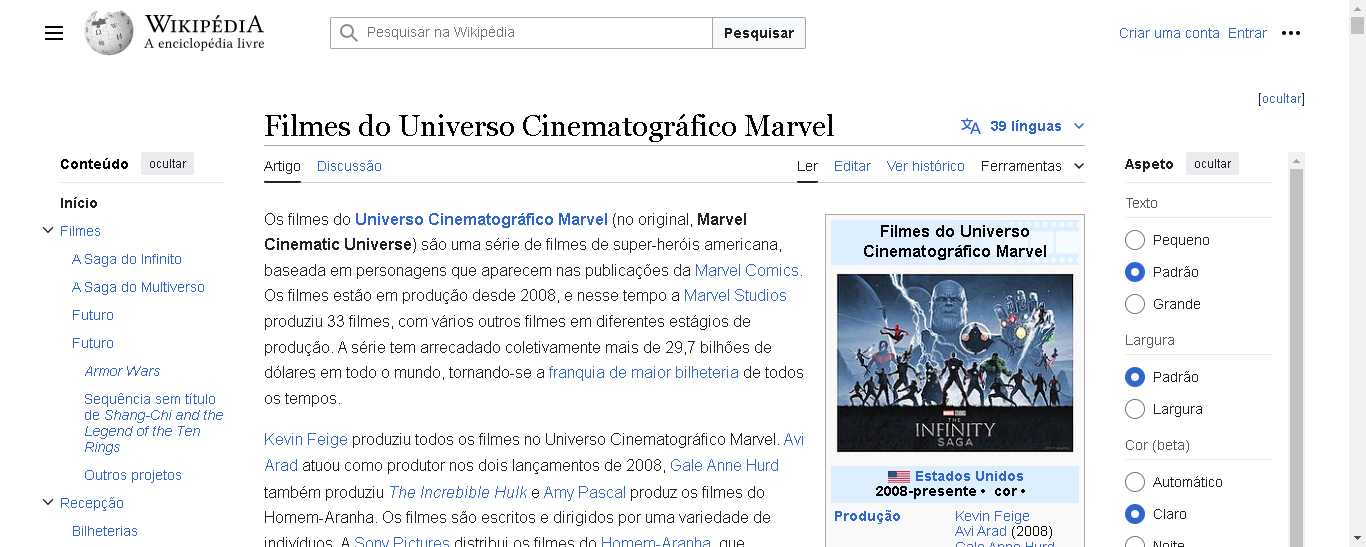 WIKIPÉDIA
A enciclopédia livre
Pesquisar na Wikipédia
Pesquisar
Criar uma conta Entrar
[ocultar]
Filmes do Universo Cinematográfico Marvel
39 línguas
Artigo Discussão
Ler Editar Ver histórico Ferramentas
Conteúdo ocultar
Início
Filmes
A Saga do Infinito
A Saga do Multiverso
Futuro
Futuro
Armor Wars
Sequência sem título
de Shang-Chi and the
Legend of the Ten
Rings
Outros projetos
Recepção
Bilheterias
Os filmes do Universo Cinematográfico Marvel (no original, Marvel
Cinematic Universe) são uma série de filmes de super-heróis americana,
baseada em personagens que aparecem nas publicações da Marvel Comics.
Os filmes estão em produção desde 2008, e nesse tempo a Marvel Studios
produziu 33 filmes, com vários outros filmes em diferentes estágios de
produção. A série tem arrecadado coletivamente mais de 29,7 bilhões de
dólares em todo o mundo, tornando-se a franquia de maior bilheteria de todos
os tempos.
Kevin Feige produziu todos os filmes no Universo Cinematográfico Marvel. Avi
Arad atuou como produtor nos dois lançamentos de 2008, Gale Anne Hurd
também produziu The Incredible Hulk e Amy Pascal produz os filmes do
Homem-Aranha. Os filmes são escritos e dirigidos por uma variedade de
indivíduos. A Sony Pictures distribui os filmes do Homem-Aranha, que
Filmes do Universo
Cinematográfico Marvel
MARVEL STUDIOS
THE
INFINITY
SAGA
Estados Unidos
2008-presente • cor •
Produção
Kevin Feige
Avi Arad (2008)
Gale Anne Hurd
Aspeto ocultar
Texto
Pequeno
Padrão
Grande
Largura
Padrão
Largura
Cor (beta)
Automático
Claro
Noite